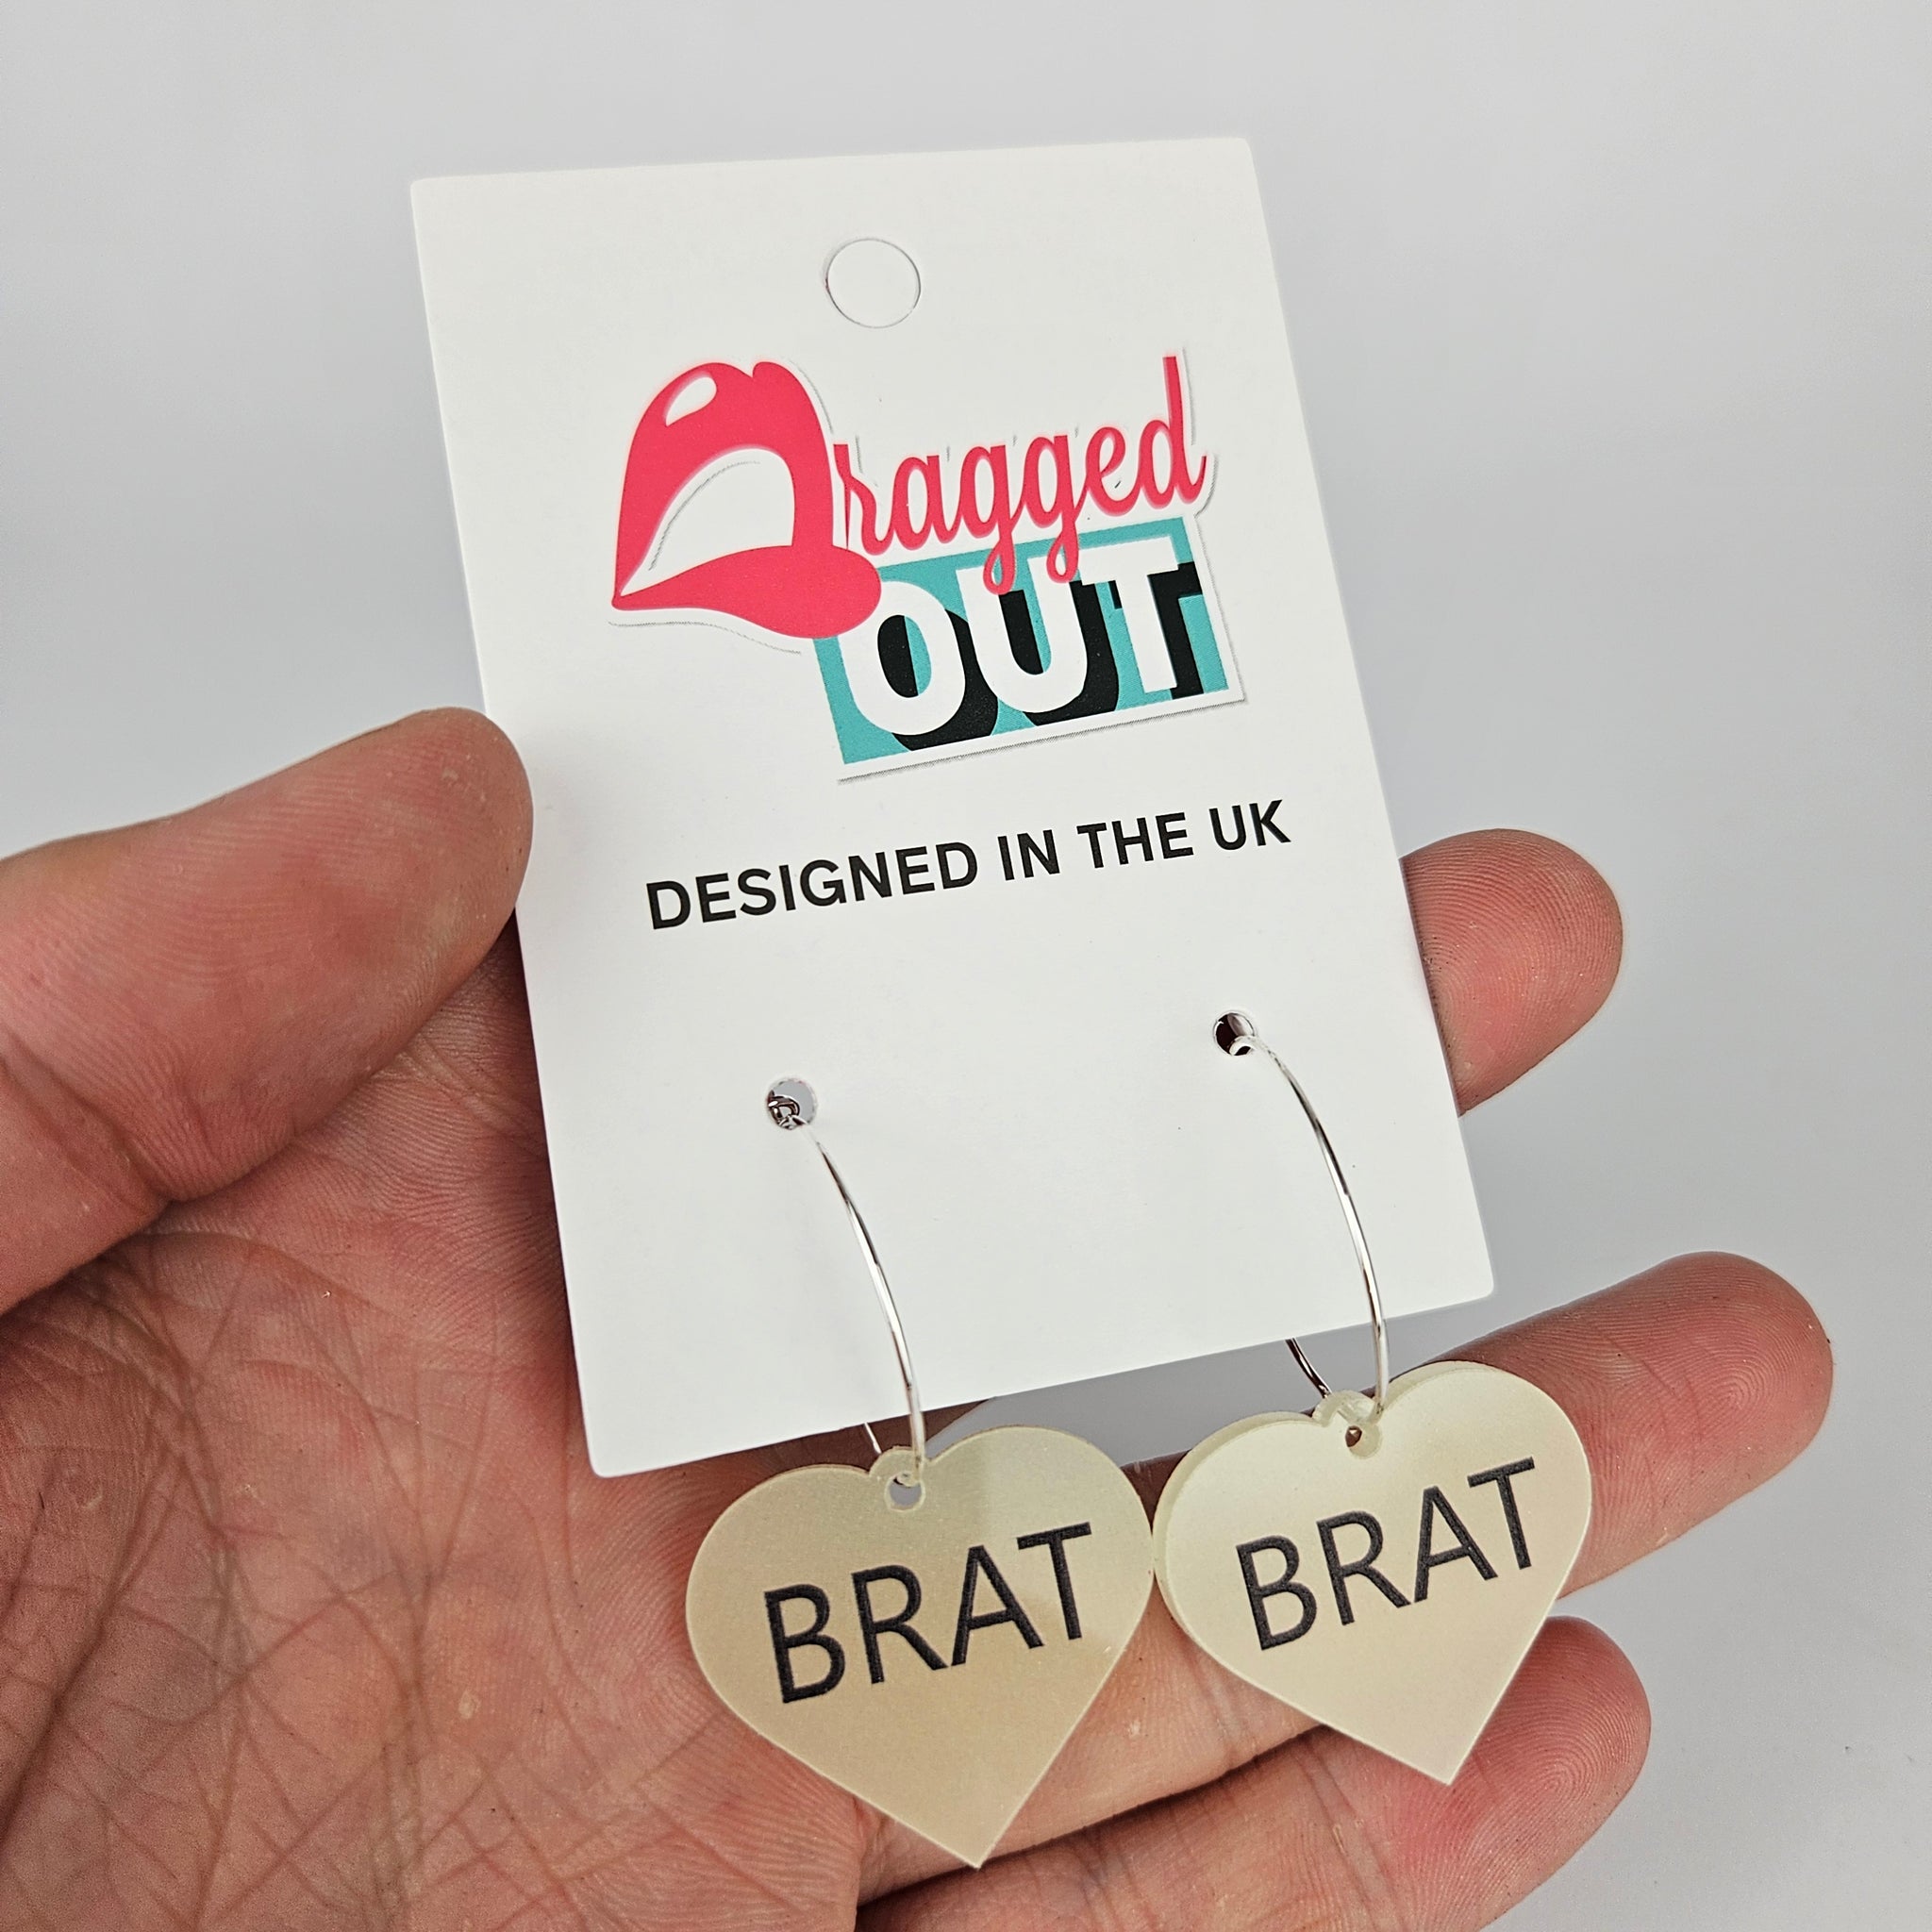 Dragged
OUT
DESIGNED IN THE UK
BRAT
BRAT